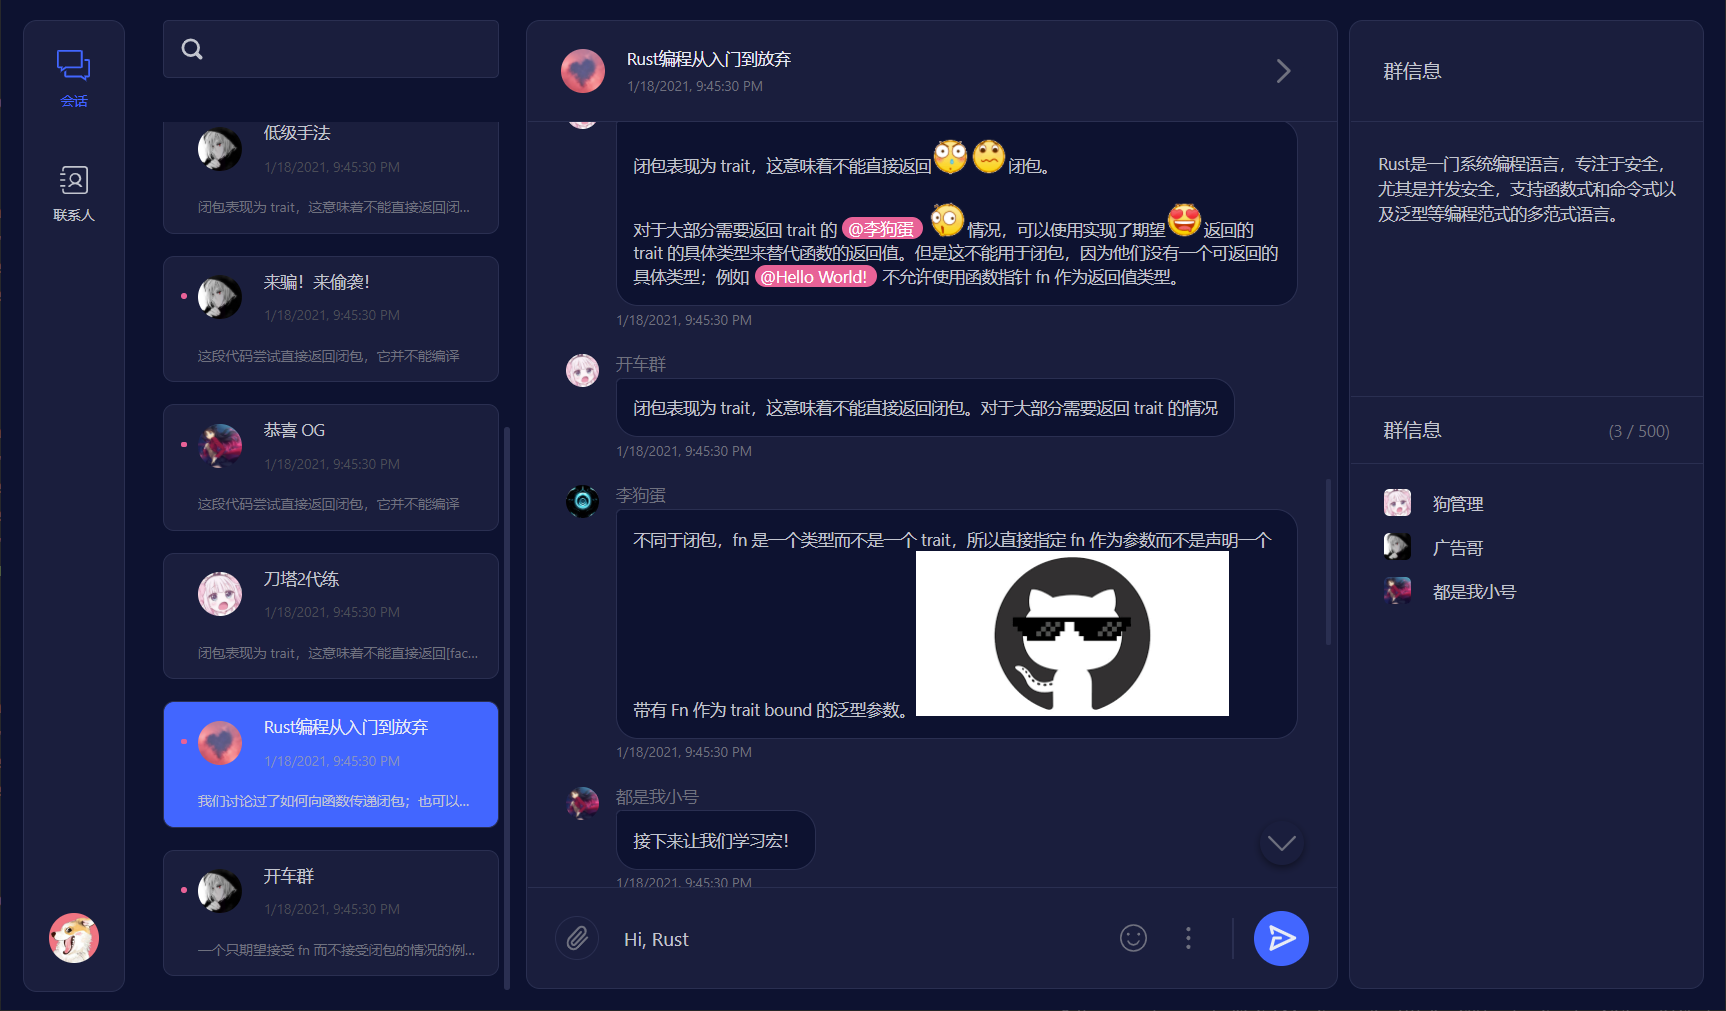 会话
联系人
低级手法
1/18/2021, 9:45:30 PM
闭包表现为 trait，这意味着不能直接返回闭...
来骗！来偷袭！
1/18/2021, 9:45:30 PM
这段代码尝试直接返回闭包，它并不能编译
恭喜 OG
1/18/2021, 9:45:30 PM
这段代码尝试直接返回闭包，它并不能编译
刀塔2代练
1/18/2021, 9:45:30 PM
闭包表现为 trait，这意味着不能直接返回[fac...
Rust编程从入门到放弃
1/18/2021, 9:45:30 PM
我们讨论过了如何向函数传递闭包；也可以...
开车群
1/18/2021, 9:45:30 PM
一个只期望接受 fn 而不接受闭包的情况的例...
Rust编程从入门到放弃
1/18/2021, 9:45:30 PM
闭包表现为 trait，这意味着不能直接返回闭包。
对于大部分需要返回 trait 的 @李狗蛋 情况，可以使用实现了期望返回的
trait 的具体类型来替代函数的返回值。但是这不能用于闭包，因为他们没有一个可返回的
具体类型；例如 @Hello World! 不允许使用函数指针 fn 作为返回值类型。
1/18/2021, 9:45:30 PM
开车群
闭包表现为 trait，这意味着不能直接返回闭包。对于大部分需要返回 trait 的情况
1/18/2021, 9:45:30 PM
李狗蛋
不同于闭包，fn 是一个类型而不是一个 trait，所以直接指定 fn 作为参数而不是声明一个
带有 Fn 作为 trait bound 的泛型参数。
1/18/2021, 9:45:30 PM
都是我小号
接下来让我们学习宏！
1/18/2021, 9:45:30 PM
Hi, Rust
群信息
Rust是一门系统编程语言，专注于安全，
尤其是并发安全，支持函数式和命令式以
及泛型等编程范式的多范式语言。
群信息
(3 / 500)
狗管理
广告哥
都是我小号